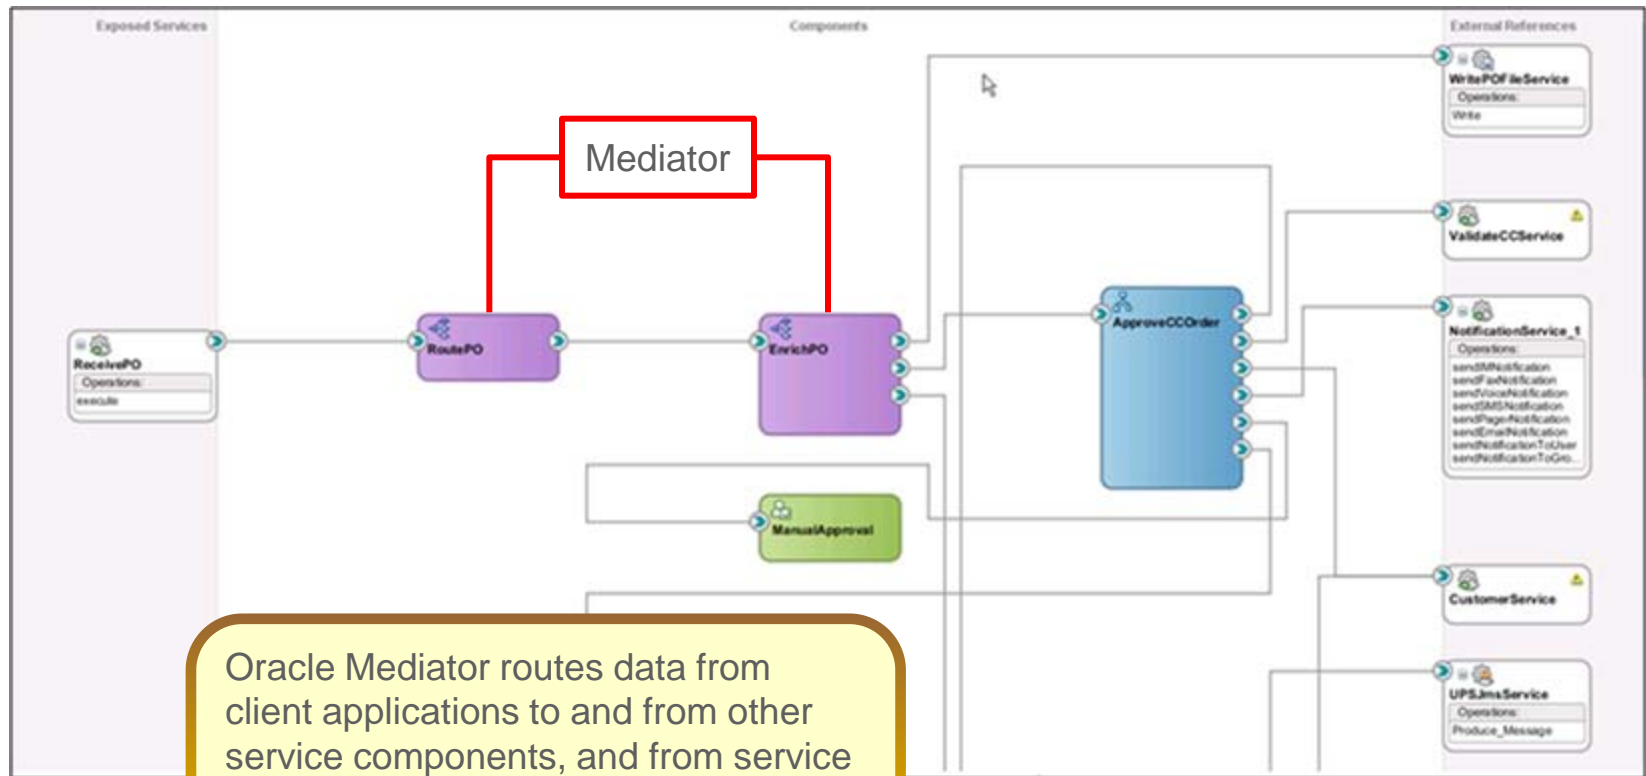 Exposed Services
Components
External References
WritePOFileService
Operations:
Write
Mediator
ValidateCCService
ReceivePO
Operations:
execute
RoutePO
EnrichPO
ApproveCCOrder
NotificationService_1
Operations:
sendIMNotification
sendFaxNotification
sendVoiceNotification
sendSMSNotification
sendPagerNotification
sendEmailNotification
sendNotificationToUser
sendNotificationToGro...
ManualApproval
CustomerService
UPSJmsService
Operations:
Produce_Message
Oracle Mediator routes data from
client applications to and from other
service components, and from service